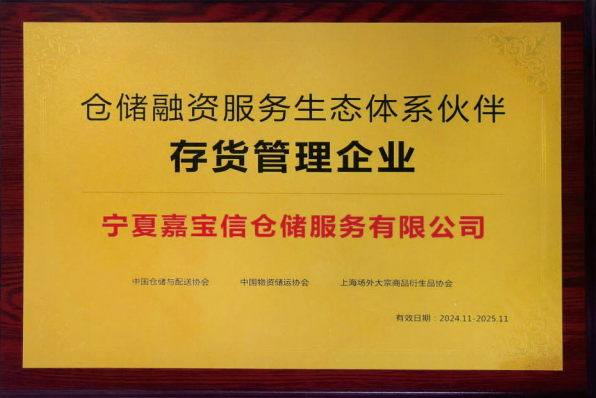 仓储融资服务生态体系伙伴
存货管理企业
宁夏嘉宝信仓储服务有限公司
中国仓储与配送协会 中国物资储运协会 上海场外大宗商品衍生品协会
有效日期：2024.11-2025.11